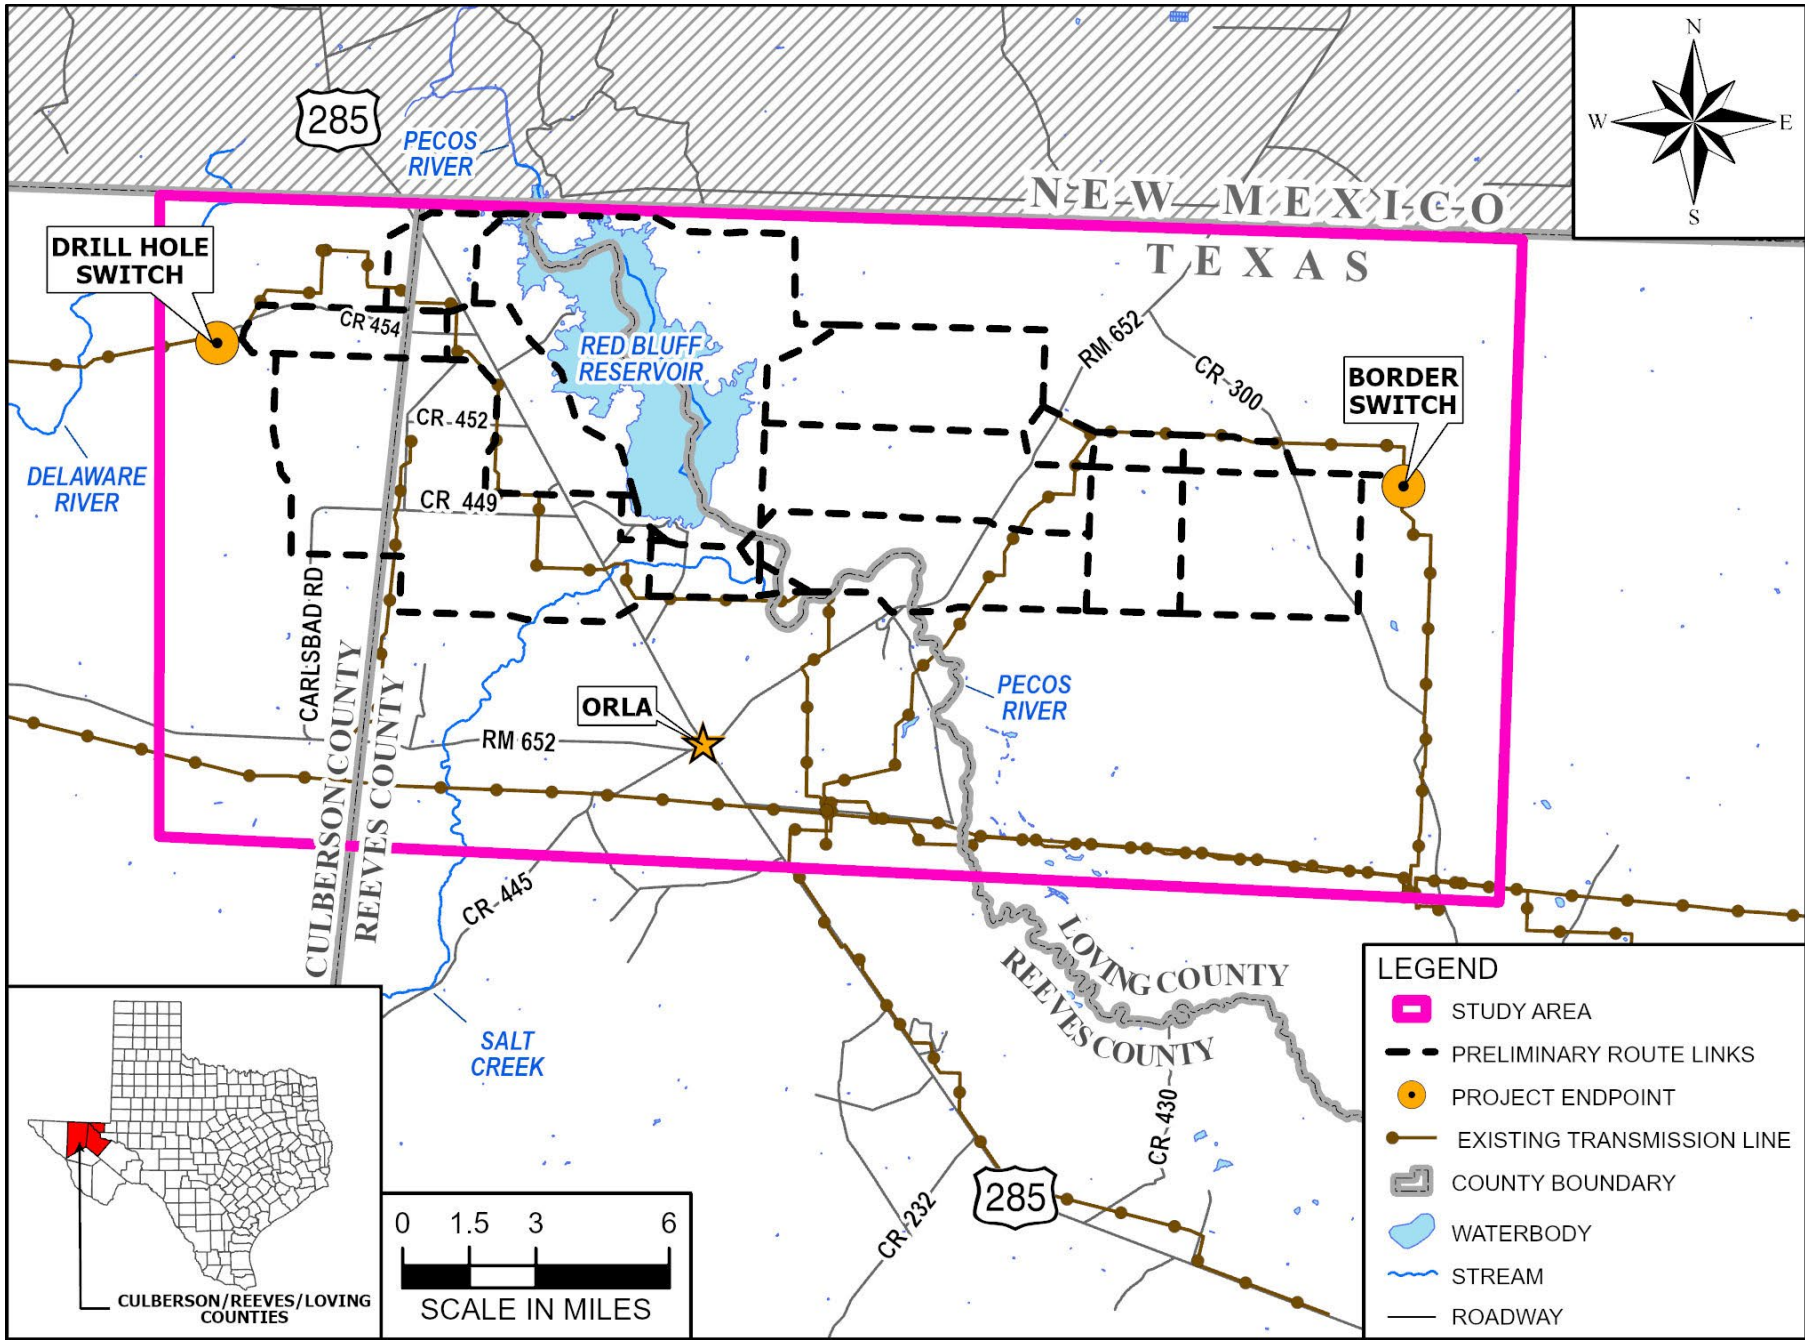 N
W
E
S
285
PECOS
RIVER
NEW MEXICO
TEXAS
DRILL HOLE
SWITCH
CR 454
RED BLUFF
RESERVOIR
RM 652
CR-300
BORDER
SWITCH
CR-452
DELAWARE
RIVER
CR 449
CARLSBAD RD
PECOS
RIVER
ORLA
RM 652
CULBERSON COUNTY
REEVES COUNTY
CR-445
LOVING COUNTY
REEVES COUNTY
SALT
CREEK
CR-430
285
CR-232
CULBERSON/REEVES/LOVING
COUNTIES
0 1.5 3 6
SCALE IN MILES
LEGEND
STUDY AREA
PRELIMINARY ROUTE LINKS
PROJECT ENDPOINT
EXISTING TRANSMISSION LINE
COUNTY BOUNDARY
WATERBODY
STREAM
ROADWAY